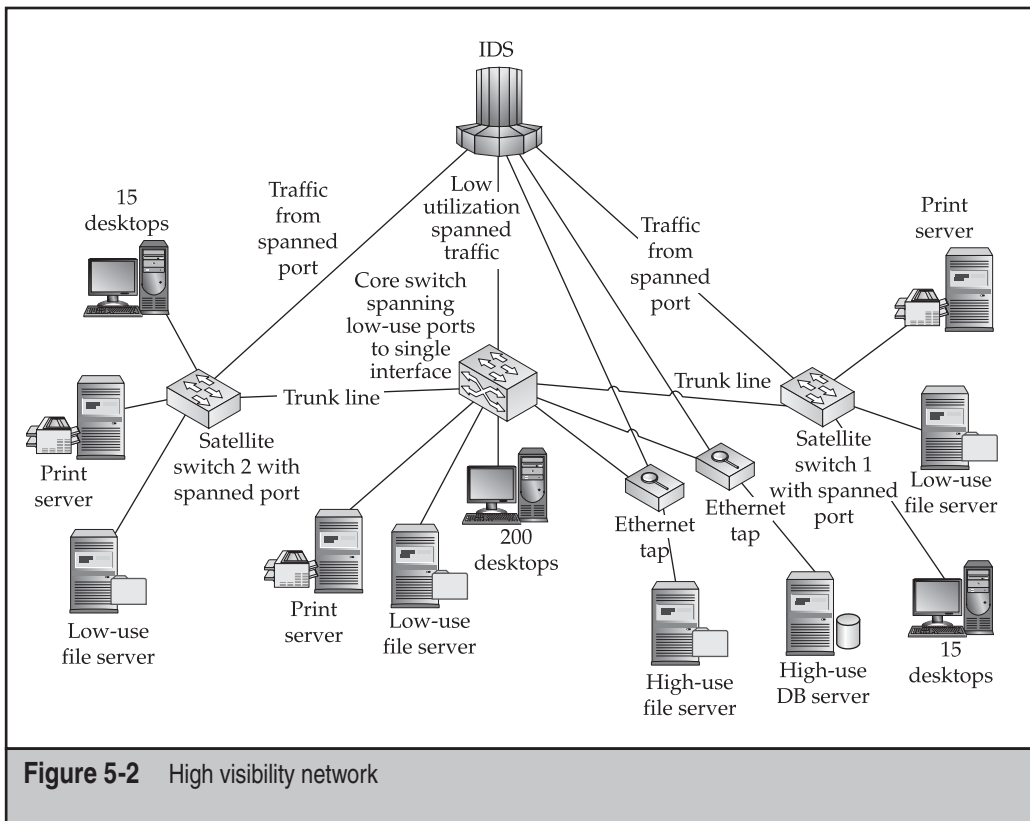 IDS
15
desktops
Traffic
from
spanned
port
Low
utilization
spanned
traffic
Traffic
from
spanned
port
Print
server
Core switch
spanning
low-use ports
to single
interface
Trunk line
Trunk line
Print
server
Satellite
switch 2 with
spanned port
Satellite
switch 1
with spanned
port
Low-use
file server
Ethernet
tap
Ethernet
tap
200
desktops
Low-use
file server
Print
server
Low-use
file server
High-use
file server
High-use
DB server
15
desktops
Figure 5-2 High visibility network